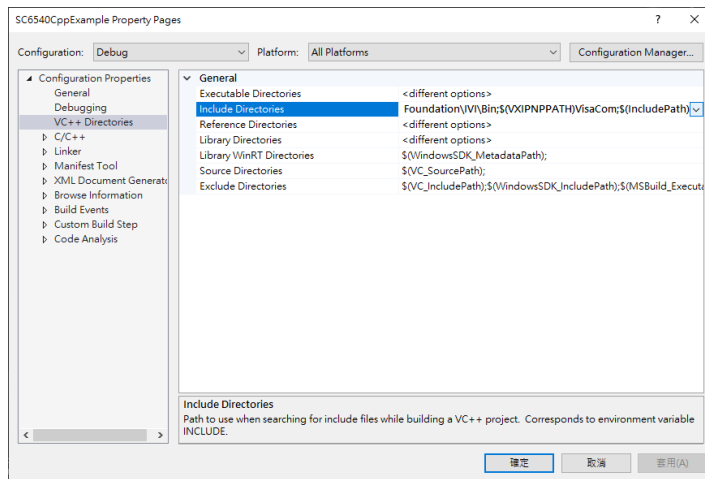 SC6540CppExample Property Pages
?
Configuration: Debug Platform: All Platforms Configuration Manager...
Configuration Properties
General
Debugging
VC++ Directories
C/C++
Linker
Manifest Tool
XML Document Generato
Browse Information
Build Events
Custom Build Step
Code Analysis
General
Executable Directories <different options>
Include Directories Foundation\IVI\Bin;$(VXIPNPPATH)VisaCom;$(IncludePath)
Reference Directories <different options>
Library Directories <different options>
Library WinRT Directories $(WindowsSDK_MetadataPath);
Source Directories $(VC_SourcePath);
Exclude Directories $(VC_IncludePath);$(WindowsSDK_IncludePath);$(MSBuild_Executa
Include Directories
Path to use when searching for include files while building a VC++ project. Corresponds to environment variable
INCLUDE.
確定 取消 套用(A)